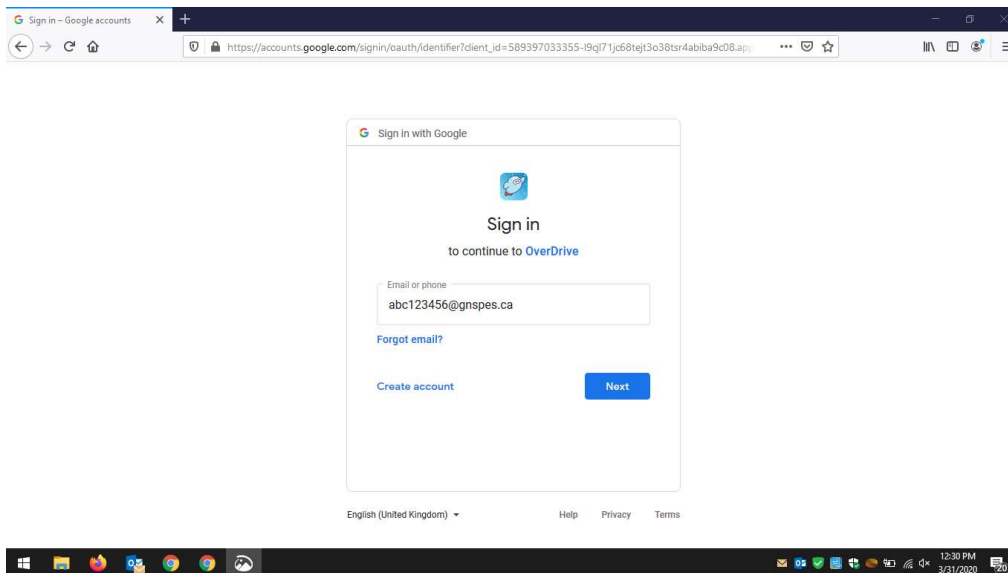 Sign in – Google accounts
https://accounts.google.com/signin/oauth/identifier?client_id=589397033355-l9ql71jc68tejt3o38tsr4abiba9c08.app
Sign in with Google
Sign in
to continue to OverDrive
Email or phone
abc123456@gnspes.ca
Forgot email?
Create account
Next
English (United Kingdom)
Help Privacy Terms
12:30 PM
3/31/2020